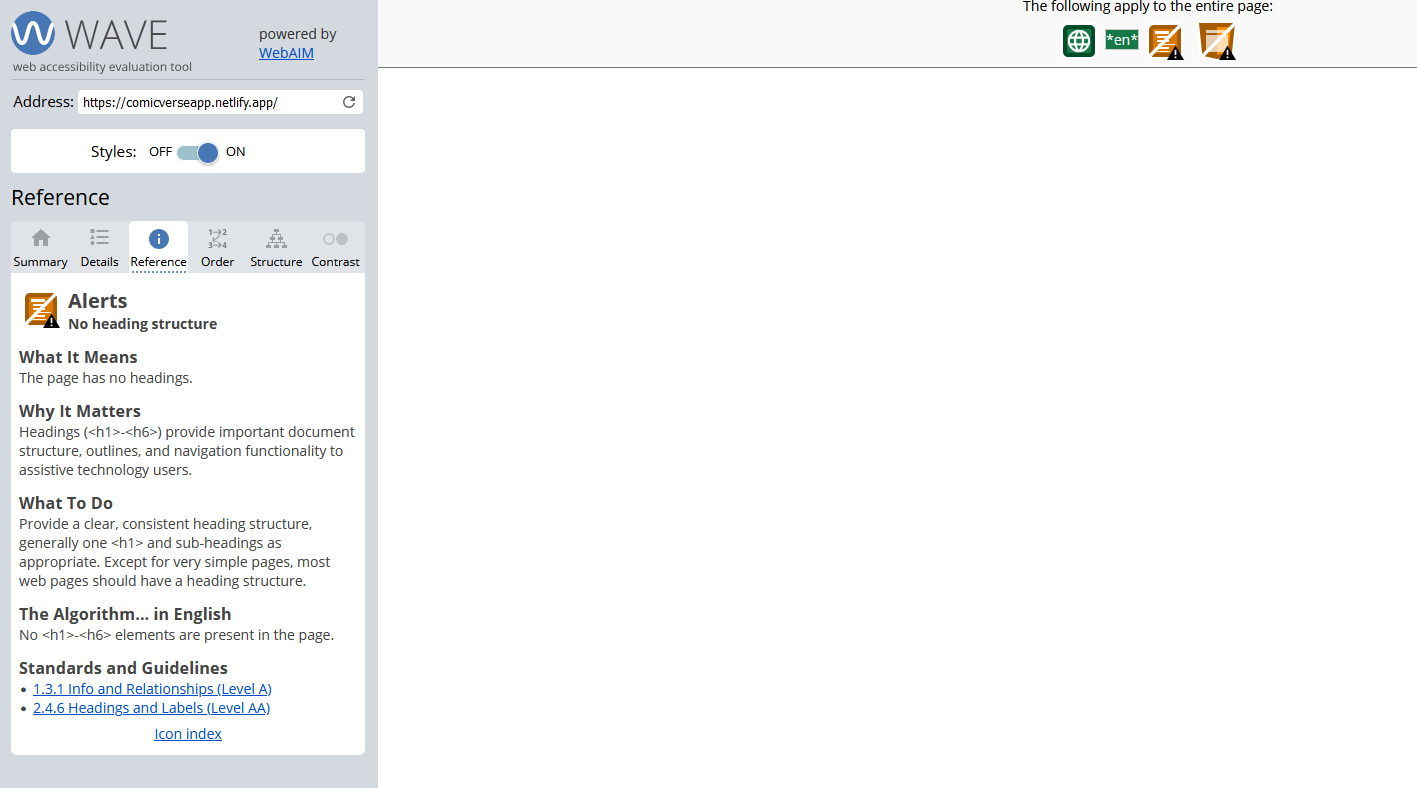 WAVE
powered by
WebAIM
web accessibility evaluation tool
Address: https://comicverseapp.netlify.app/
Styles: OFF ON
Reference
1 2
3 4
Summary Details Reference Order Structure Contrast
Alerts
No heading structure
What It Means
The page has no headings.
Why It Matters
Headings (<h1>-<h6>) provide important document
structure, outlines, and navigation functionality to
assistive technology users.
What To Do
Provide a clear, consistent heading structure,
generally one <h1> and sub-headings as
appropriate. Except for very simple pages, most
web pages should have a heading structure.
The Algorithm... in English
No <h1>-<h6> elements are present in the page.
Standards and Guidelines
• 1.3.1 Info and Relationships (Level A)
• 2.4.6 Headings and Labels (Level AA)
Icon index
The following apply to the entire page:
*en*